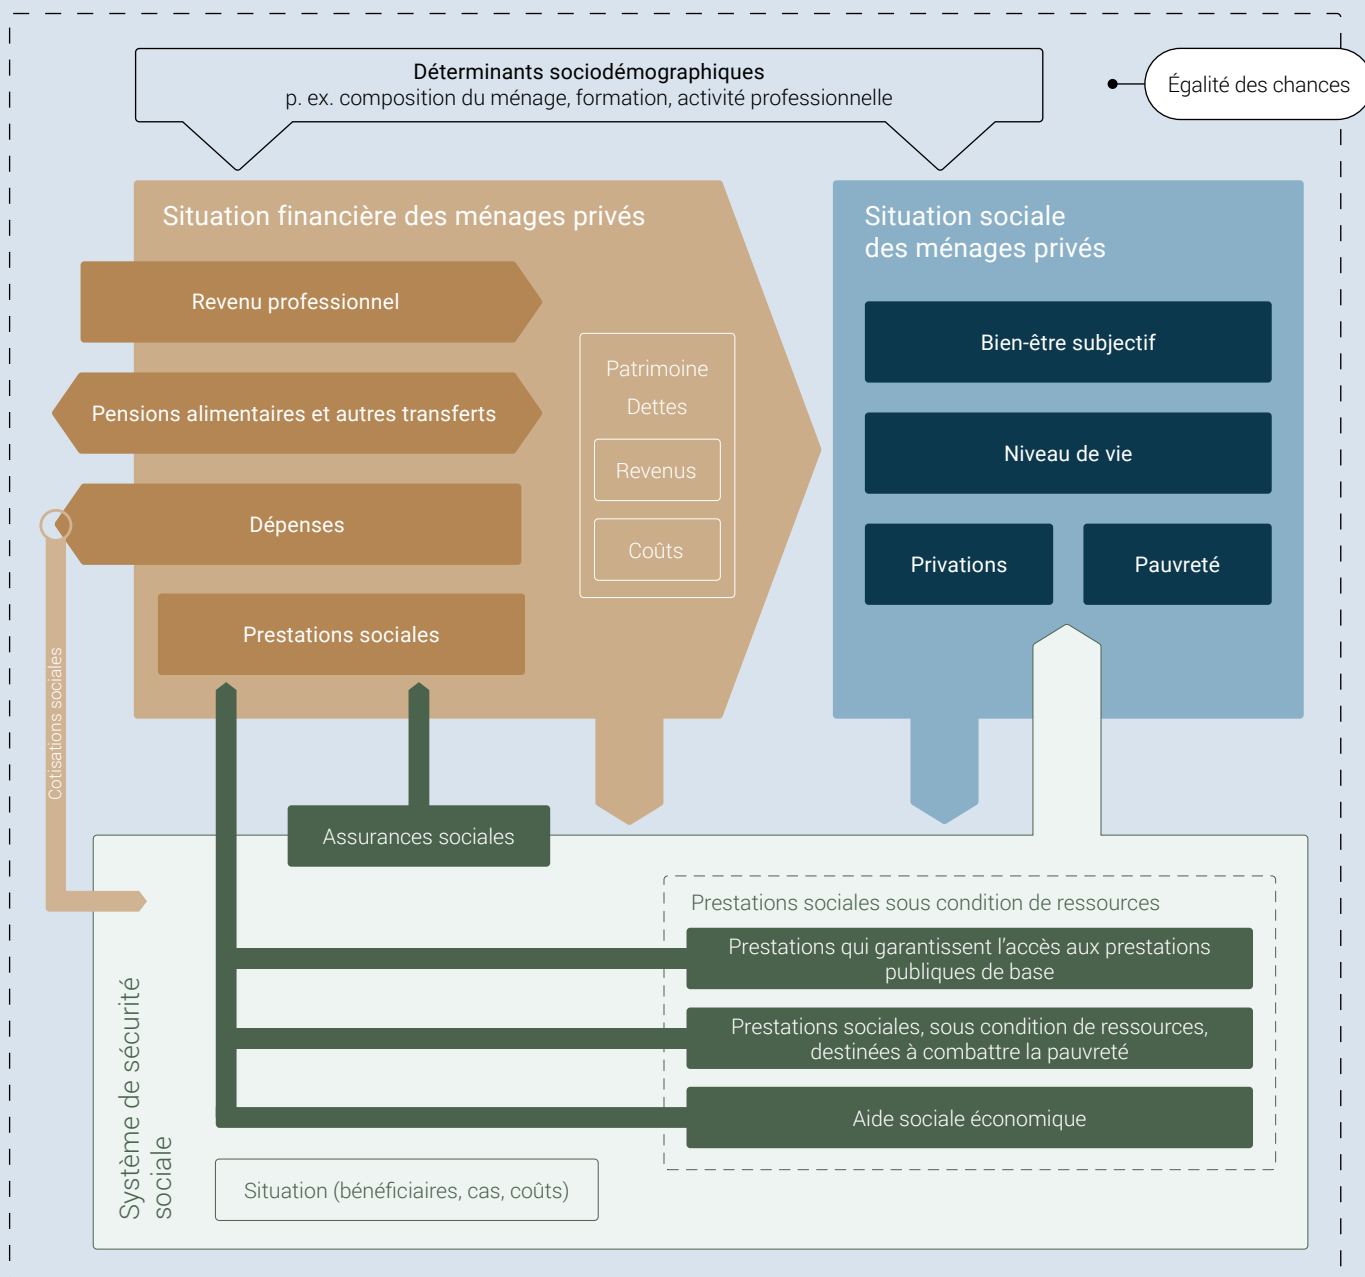 Déterminants sociodémographiques
p. ex. composition du ménage, formation, activité professionnelle
Égalité des chances
Situation financière des ménages privés
Revenu professionnel
Pensions alimentaires et autres transferts
Dépenses
Prestations sociales
Patrimoine
Dettes
Revenus
Coûts
Situation sociale
des ménages privés
Bien-être subjectif
Niveau de vie
Privations
Pauvreté
Cotisations sociales
Assurances sociales
Système de sécurité
sociale
Prestations sociales sous condition de ressources
Prestations qui garantissent l’accès aux prestations
publiques de base
Prestations sociales, sous condition de ressources,
destinées à combattre la pauvreté
Aide sociale économique
Situation (bénéficiaires, cas, coûts)